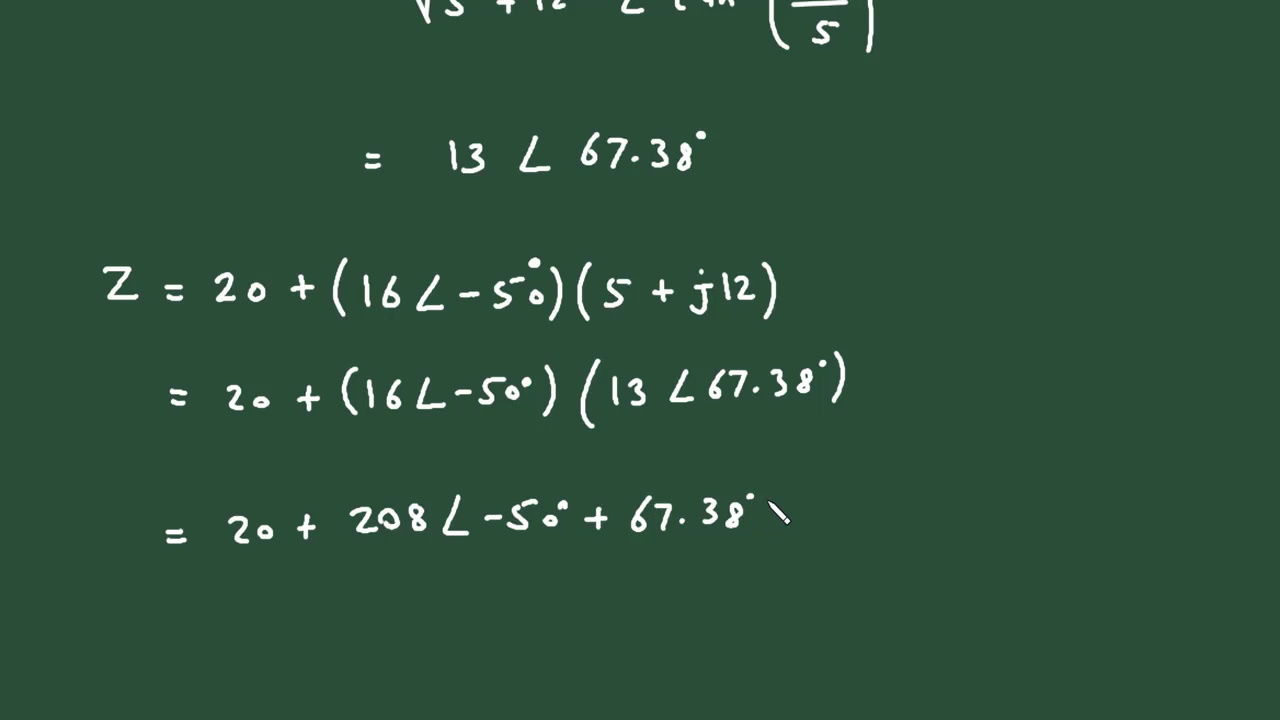 5
= 13 ∠ 67.38°
Z = 20 + (16 ∠ -50°)(5 + j12)
= 20 + (16 ∠ -50°) (13 ∠ 67.38°)
= 20 + 208 ∠ -50° + 67.38°